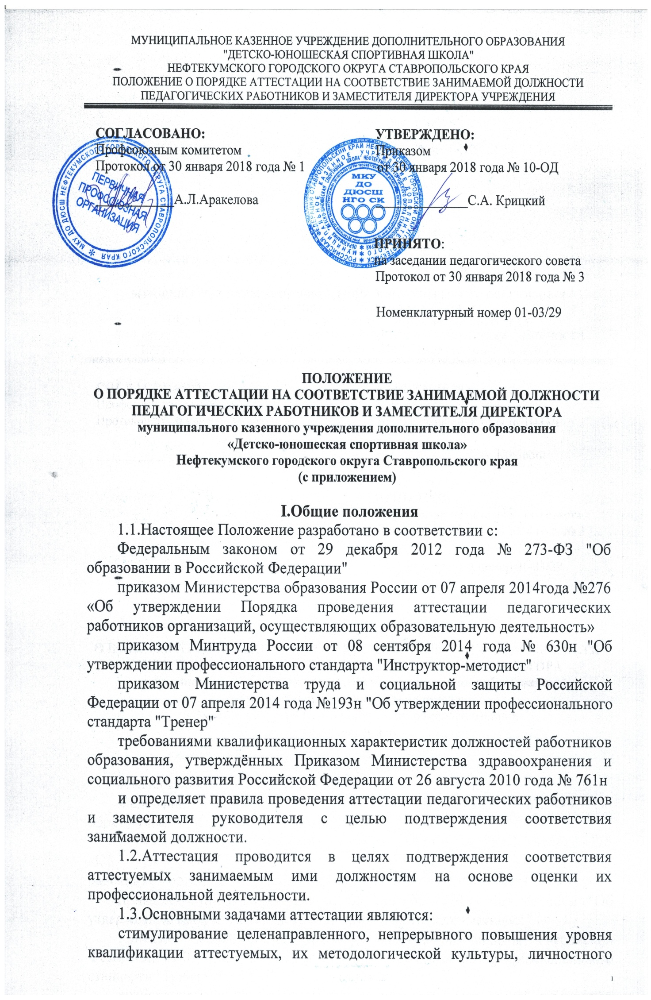 МУНИЦИПАЛЬНОЕ КАЗЕННОЕ УЧРЕЖДЕНИЕ ДОПОЛНИТЕЛЬНОГО ОБРАЗОВАНИЯ
"ДЕТСКО-ЮНОШЕСКАЯ СПОРТИВНАЯ ШКОЛА"
НЕФТЕКУМСКОГО ГОРОДСКОГО ОКРУГА СТАВРОПОЛЬСКОГО КРАЯ
ПОЛОЖЕНИЕ О ПОРЯДКЕ АТТЕСТАЦИИ НА СООТВЕТСТВИЕ ЗАНИМАЕМОЙ ДОЛЖНОСТИ
ПЕДАГОГИЧЕСКИХ РАБОТНИКОВ И ЗАМЕСТИТЕЛЯ ДИРЕКТОРА УЧРЕЖДЕНИЯ
СОГЛАСОВАНО:
Профсоюзным комитетом
Протокол от 30 января 2018 года № 1
А.Л.Аракелова
МКУ ДО ДЮСШ НЕФТЕКУМСКОГО ГОРОДСКОГО ОКРУГА СТАВРОПОЛЬСКОГО КРАЯ
ПЕРВИЧНАЯ
ПРОФСОЮЗНАЯ
ОРГАНИЗАЦИЯ
УТВЕРЖДЕНО:
Приказом
от 30 января 2018 года № 10-ОД
С.А. Крицкий
МКУ
ДО
ДЮСШ
НГО СК
ПРИНЯТО:
на заседании педагогического совета
Протокол от 30 января 2018 года № 3
Номенклатурный номер 01-03/29
ПОЛОЖЕНИЕ
О ПОРЯДКЕ АТТЕСТАЦИИ НА СООТВЕТСТВИЕ ЗАНИМАЕМОЙ ДОЛЖНОСТИ
ПЕДАГОГИЧЕСКИХ РАБОТНИКОВ И ЗАМЕСТИТЕЛЯ ДИРЕКТОРА
муниципального казенного учреждения дополнительного образования
«Детско-юношеская спортивная школа»
Нефтекумского городского округа Ставропольского края
(с приложением)
I.Общие положения
1.1.Настоящее Положение разработано в соответствии с:
Федеральным законом от 29 декабря 2012 года № 273-ФЗ "Об
образовании в Российской Федерации"
приказом Министерства образования России от 07 апреля 2014года №276
«Об утверждении Порядка проведения аттестации педагогических
работников организаций, осуществляющих образовательную деятельность»
приказом Минтруда России от 08 сентября 2014 года № 630н "Об
утверждении профессионального стандарта "Инструктор-методист"
приказом Министерства труда и социальной защиты Российской
Федерации от 07 апреля 2014 года №193н "Об утверждении профессионального
стандарта "Тренер"
требованиями квалификационных характеристик должностей работников
образования, утверждённых Приказом Министерства здравоохранения и
социального развития Российской Федерации от 26 августа 2010 года № 761н
и определяет правила проведения аттестации педагогических работников
и заместителя руководителя с целью подтверждения соответствия
занимаемой должности.
1.2.Аттестация проводится в целях подтверждения соответствия
аттестуемых занимаемым ими должностям на основе оценки их
профессиональной деятельности.
1.3.Основными задачами аттестации являются:
стимулирование целенаправленного, непрерывного повышения уровня
квалификации аттестуемых, их методологической культуры, личностного
1